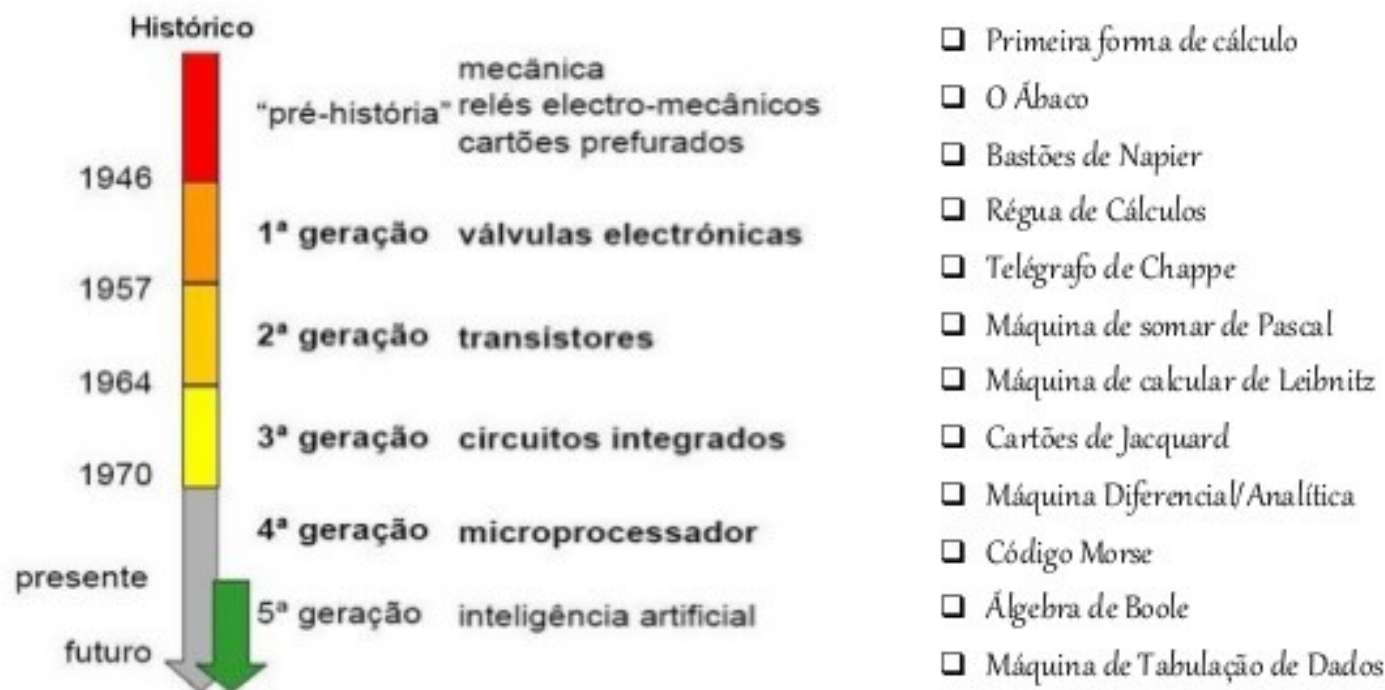 Histórico
"pré-história"
mecânica
relés electro-mecânicos
cartões prefurados
1946
1ª geração válvulas electrónicas
1957
2ª geração transístores
1964
3ª geração circuitos integrados
1970
4ª geração microprocessador
presente
5ª geração inteligência artificial
futuro
Primeira forma de cálculo
O Ábaco
Bastões de Napier
Régua de Cálculos
Telégrafo de Chappe
Máquina de somar de Pascal
Máquina de calcular de Leibnitz
Cartões de Jacquard
Máquina Diferencial/Analítica
Código Morse
Álgebra de Boole
Máquina de Tabulação de Dados